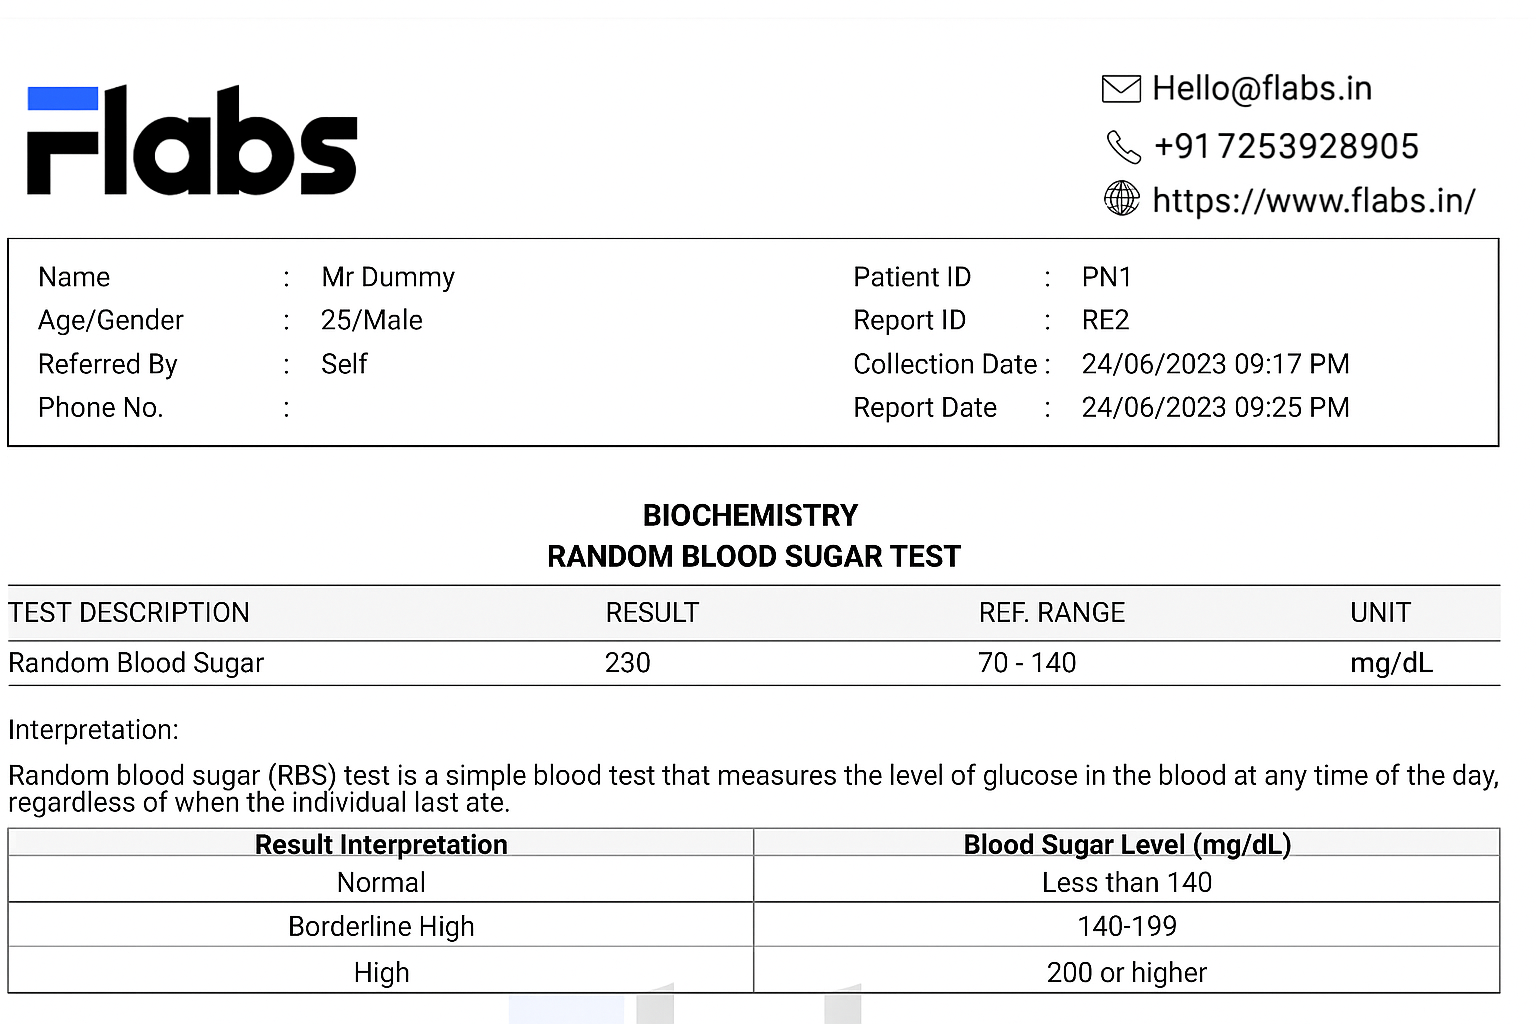 Flabs
Hello@flabs.in
+91 7253928905
https://www.flabs.in/
Name : Mr Dummy Patient ID : PN1
Age/Gender : 25/Male Report ID : RE2
Referred By : Self Collection Date : 24/06/2023 09:17 PM
Phone No. : Report Date : 24/06/2023 09:25 PM
BIOCHEMISTRY
RANDOM BLOOD SUGAR TEST
TEST DESCRIPTION RESULT REF. RANGE UNIT
Random Blood Sugar 230 70 - 140 mg/dL
Interpretation:
Random blood sugar (RBS) test is a simple blood test that measures the level of glucose in the blood at any time of the day,
regardless of when the individual last ate.
Result Interpretation Blood Sugar Level (mg/dL)
Normal Less than 140
Borderline High 140-199
High 200 or higher